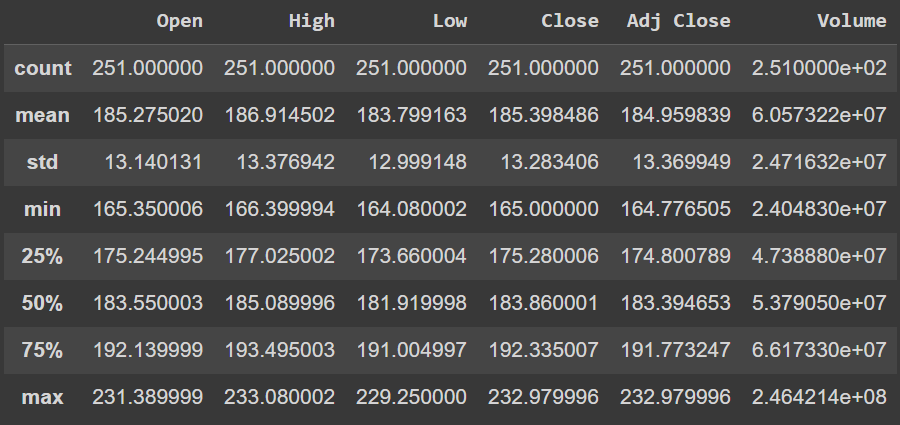 Open High Low Close Adj Close Volume
count 251.000000 251.000000 251.000000 251.000000 251.000000 2.510000e+02
mean 185.275020 186.914502 183.799163 185.398486 184.959839 6.057322e+07
std 13.140131 13.376942 12.999148 13.283406 13.369949 2.471632e+07
min 165.350006 166.399994 164.080002 165.000000 164.776505 2.404830e+07
25% 175.244995 177.025002 173.660004 175.280006 174.800789 4.738880e+07
50% 183.550003 185.089996 181.919998 183.860001 183.394653 5.379050e+07
75% 192.139999 193.495003 191.004997 192.335007 191.773247 6.617330e+07
max 231.389999 233.080002 229.250000 232.979996 232.979996 2.464214e+08